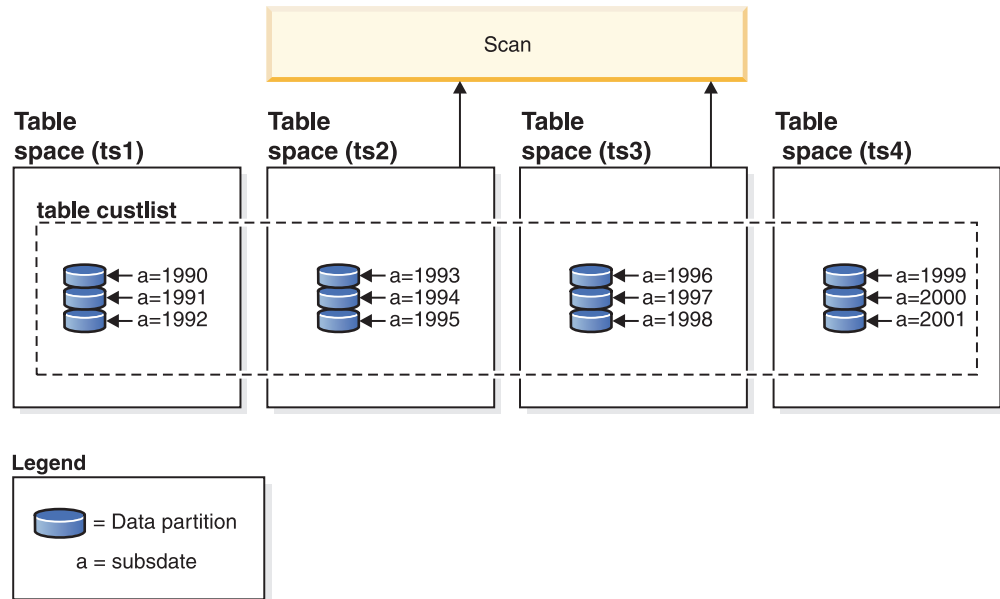 Scan
Table
space (ts1)
Table
space (ts2)
Table
space (ts3)
Table
space (ts4)
table custlist
a=1990
a=1991
a=1992
a=1993
a=1994
a=1995
a=1996
a=1997
a=1998
a=1999
a=2000
a=2001
Legend
= Data partition
a = subsdate